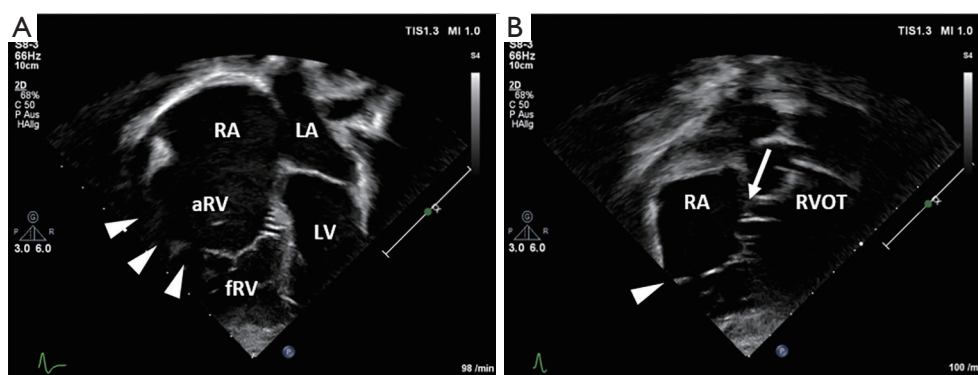 A
TIS1.3 MI 1.0
S8-3
66Hz
10cm
2D
68%
C 50
P Aus
HAllg
S4
RA
LA
aRV
LV
fRV
G
P R
3.0 6.0
P
98 /min
B
TIS1.3 MI 1.0
S8-3
66Hz
10cm
2D
68%
C 50
P Aus
HAllg
S4
RA
RVOT
G
P R
3.0 6.0
P
100 /min